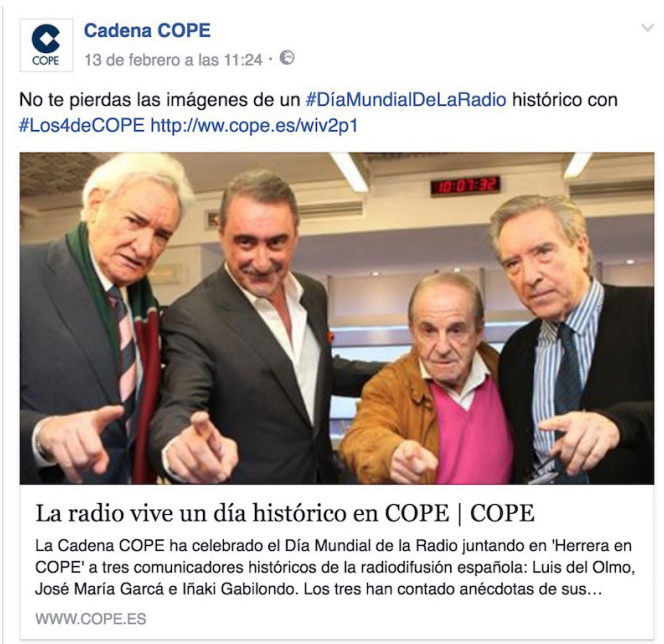 COPE
Cadena COPE
13 de febrero a las 11:24 ·
No te pierdas las imágenes de un #DíaMundialDeLaRadio histórico con
#Los4deCOPE http://ww.cope.es/wiv2p1
10:07:32
La radio vive un día histórico en COPE | COPE
La Cadena COPE ha celebrado el Día Mundial de la Radio juntando en 'Herrera en
COPE' a tres comunicadores históricos de la radiodifusión española: Luis del Olmo,
José María Garcá e Iñaki Gabilondo. Los tres han contado anécdotas de sus...
WWW.COPE.ES